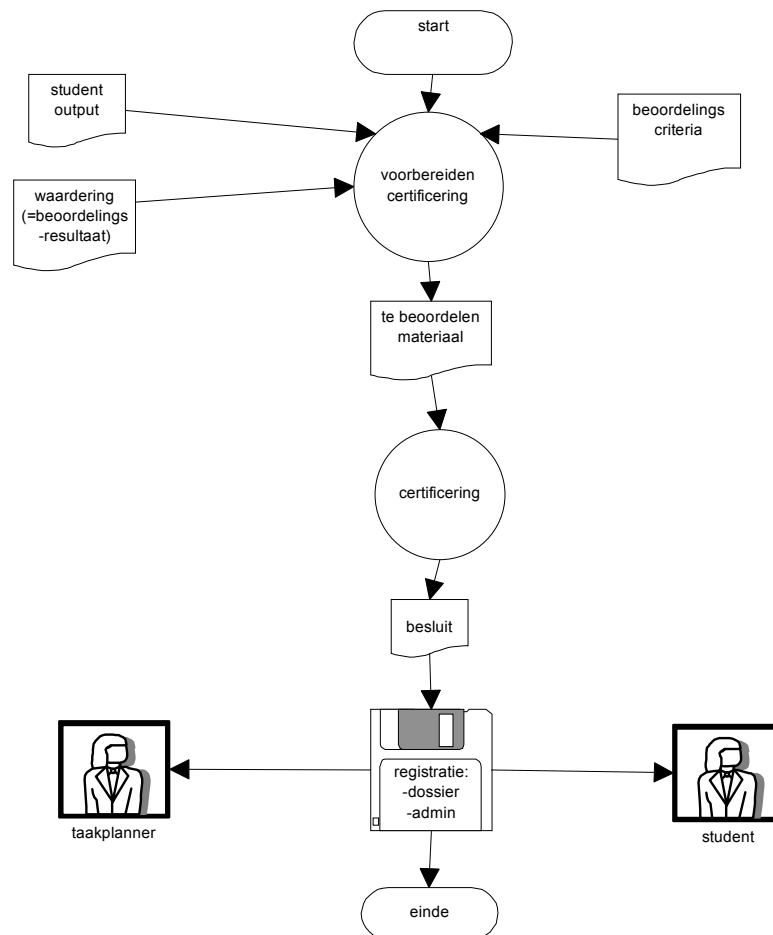 start
student
output
beoordelings
criteria
voorbereiden
certificering
waardering
(=beoordelings
-resultaat)
te beoordelen
materiaal
certificering
besluit
registratie:
-dossier
-admin
taakplanner
student
einde